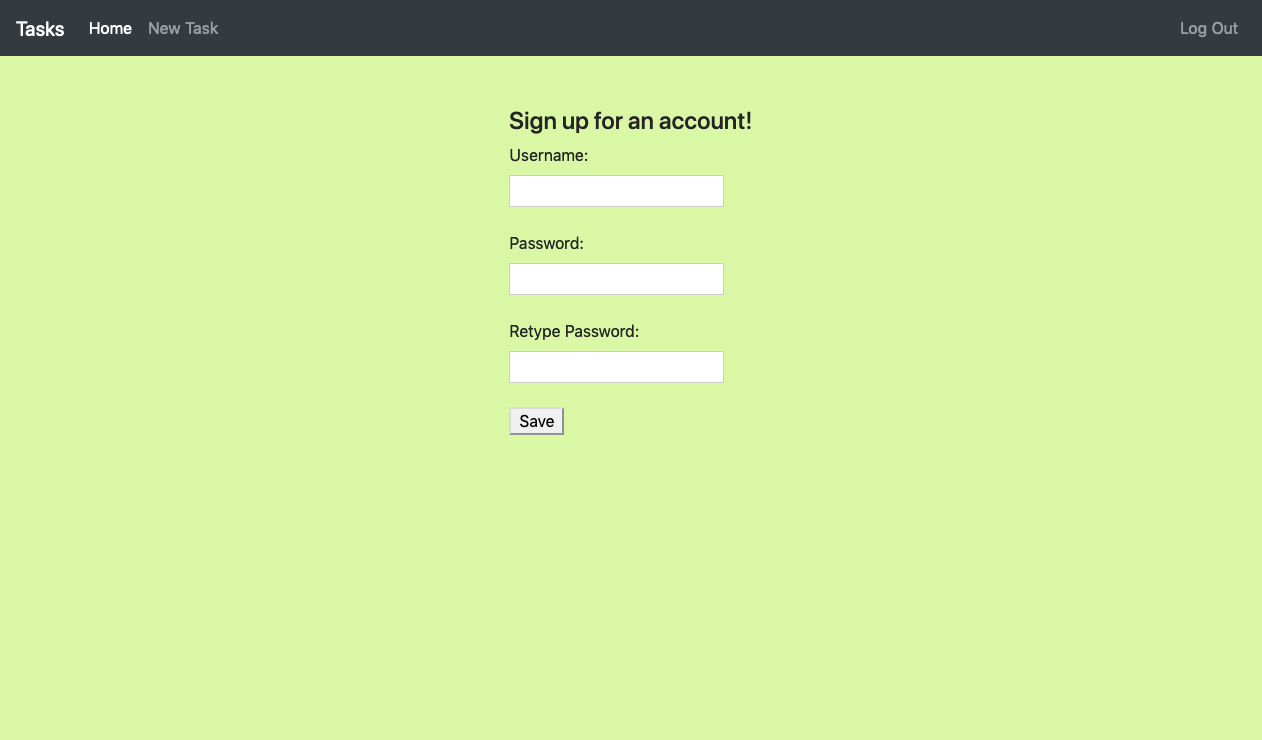 Tasks Home New Task Log Out
Sign up for an account!
Username:
Password:
Retype Password:
Save